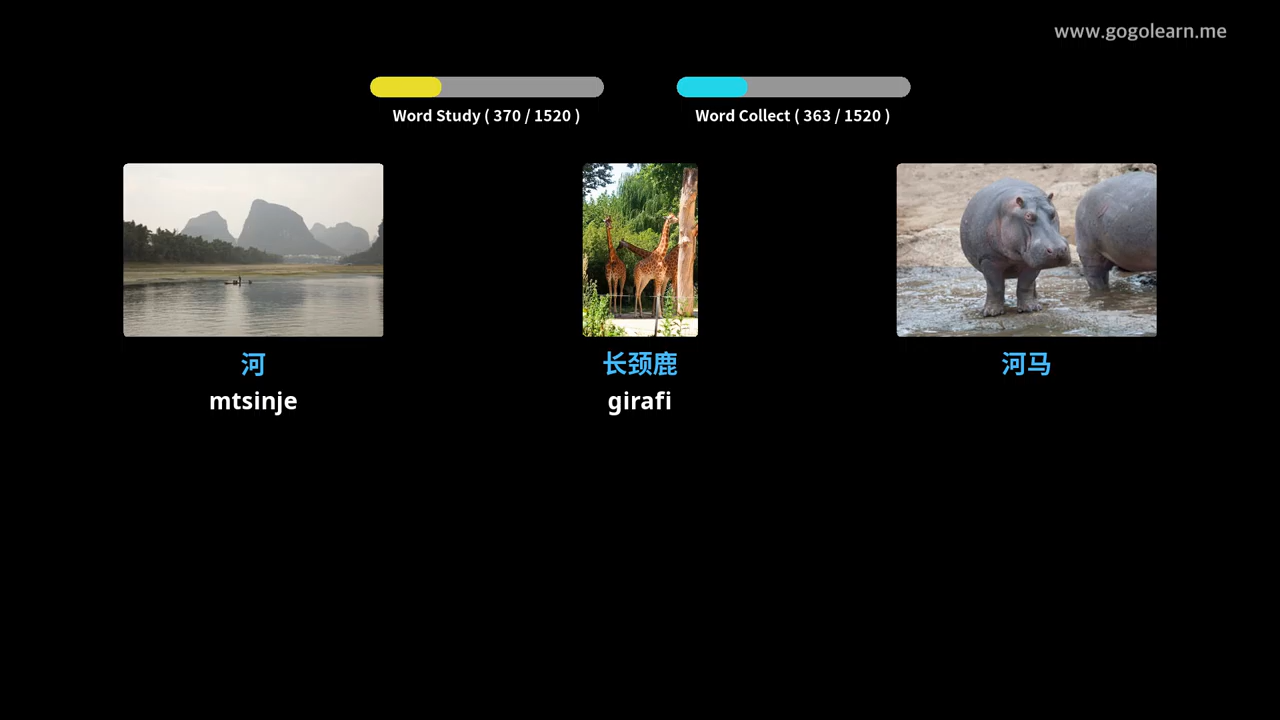 www.gogolearn.me
Word Study ( 370 / 1520 )
Word Collect ( 363 / 1520 )
河
长颈鹿
河马
mtsinje
girafi